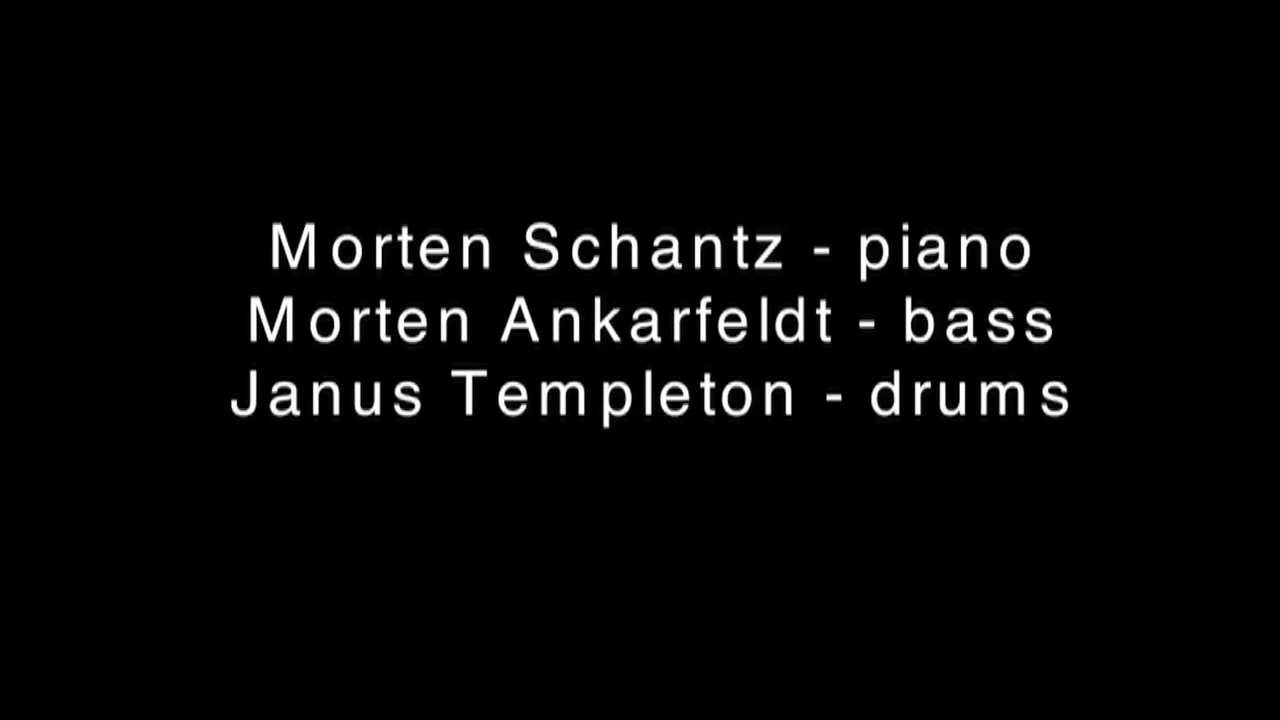 Morten Schantz - piano
Morten Ankarfeldt - bass
Janus Templeton - drums